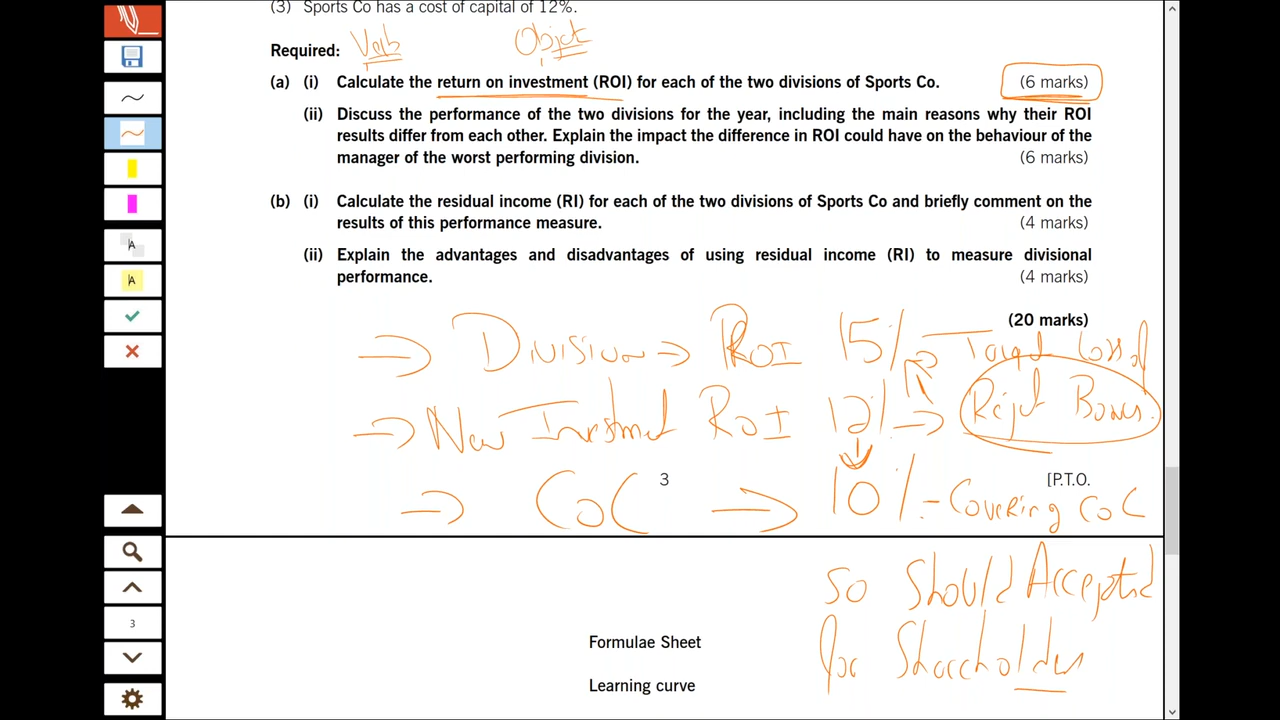 (3) Sports Co has a cost of capital of 12%.
Verb Object
Required:
(a) (i) Calculate the return on investment (ROI) for each of the two divisions of Sports Co. (6 marks)
(ii) Discuss the performance of the two divisions for the year, including the main reasons why their ROI
results differ from each other. Explain the impact the difference in ROI could have on the behaviour of the
manager of the worst performing division. (6 marks)
(b) (i) Calculate the residual income (RI) for each of the two divisions of Sports Co and briefly comment on the
results of this performance measure. (4 marks)
(ii) Explain the advantages and disadvantages of using residual income (RI) to measure divisional
performance. (4 marks)
(20 marks)
→ Division → ROI 15% → Target Loss of
→ New Investment ROI 12% → Reject Bonus.
3 [P.T.O.
→ CoC → 10% - Covering CoC
So Should Accepted
for Shareholders
Formulae Sheet
Learning curve
A
A
3